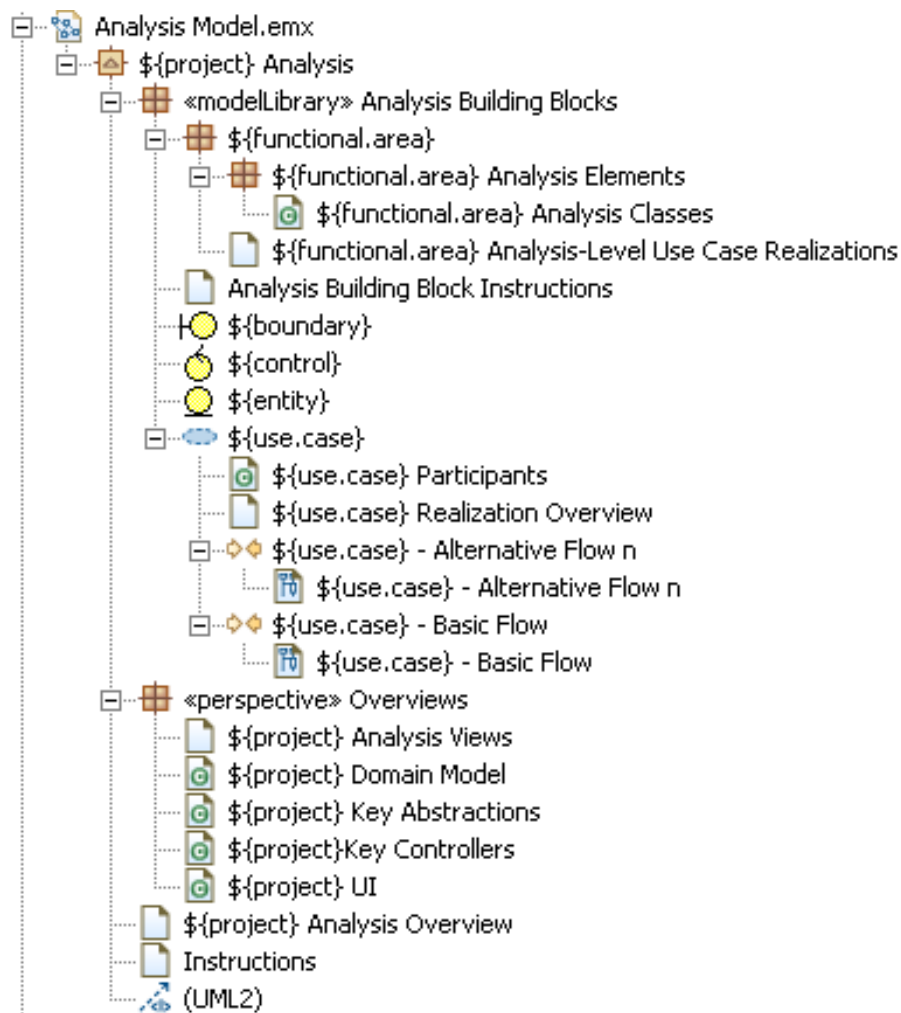 Analysis Model.emx
${project} Analysis
«modelLibrary» Analysis Building Blocks
${functional.area}
${functional.area} Analysis Elements
${functional.area} Analysis Classes
${functional.area} Analysis-Level Use Case Realizations
Analysis Building Block Instructions
${boundary}
${control}
${entity}
${use.case}
${use.case} Participants
${use.case} Realization Overview
${use.case} - Alternative Flow n
${use.case} - Alternative Flow n
${use.case} - Basic Flow
${use.case} - Basic Flow
«perspective» Overviews
${project} Analysis Views
${project} Domain Model
${project} Key Abstractions
${project}Key Controllers
${project} UI
${project} Analysis Overview
Instructions
(UML2)